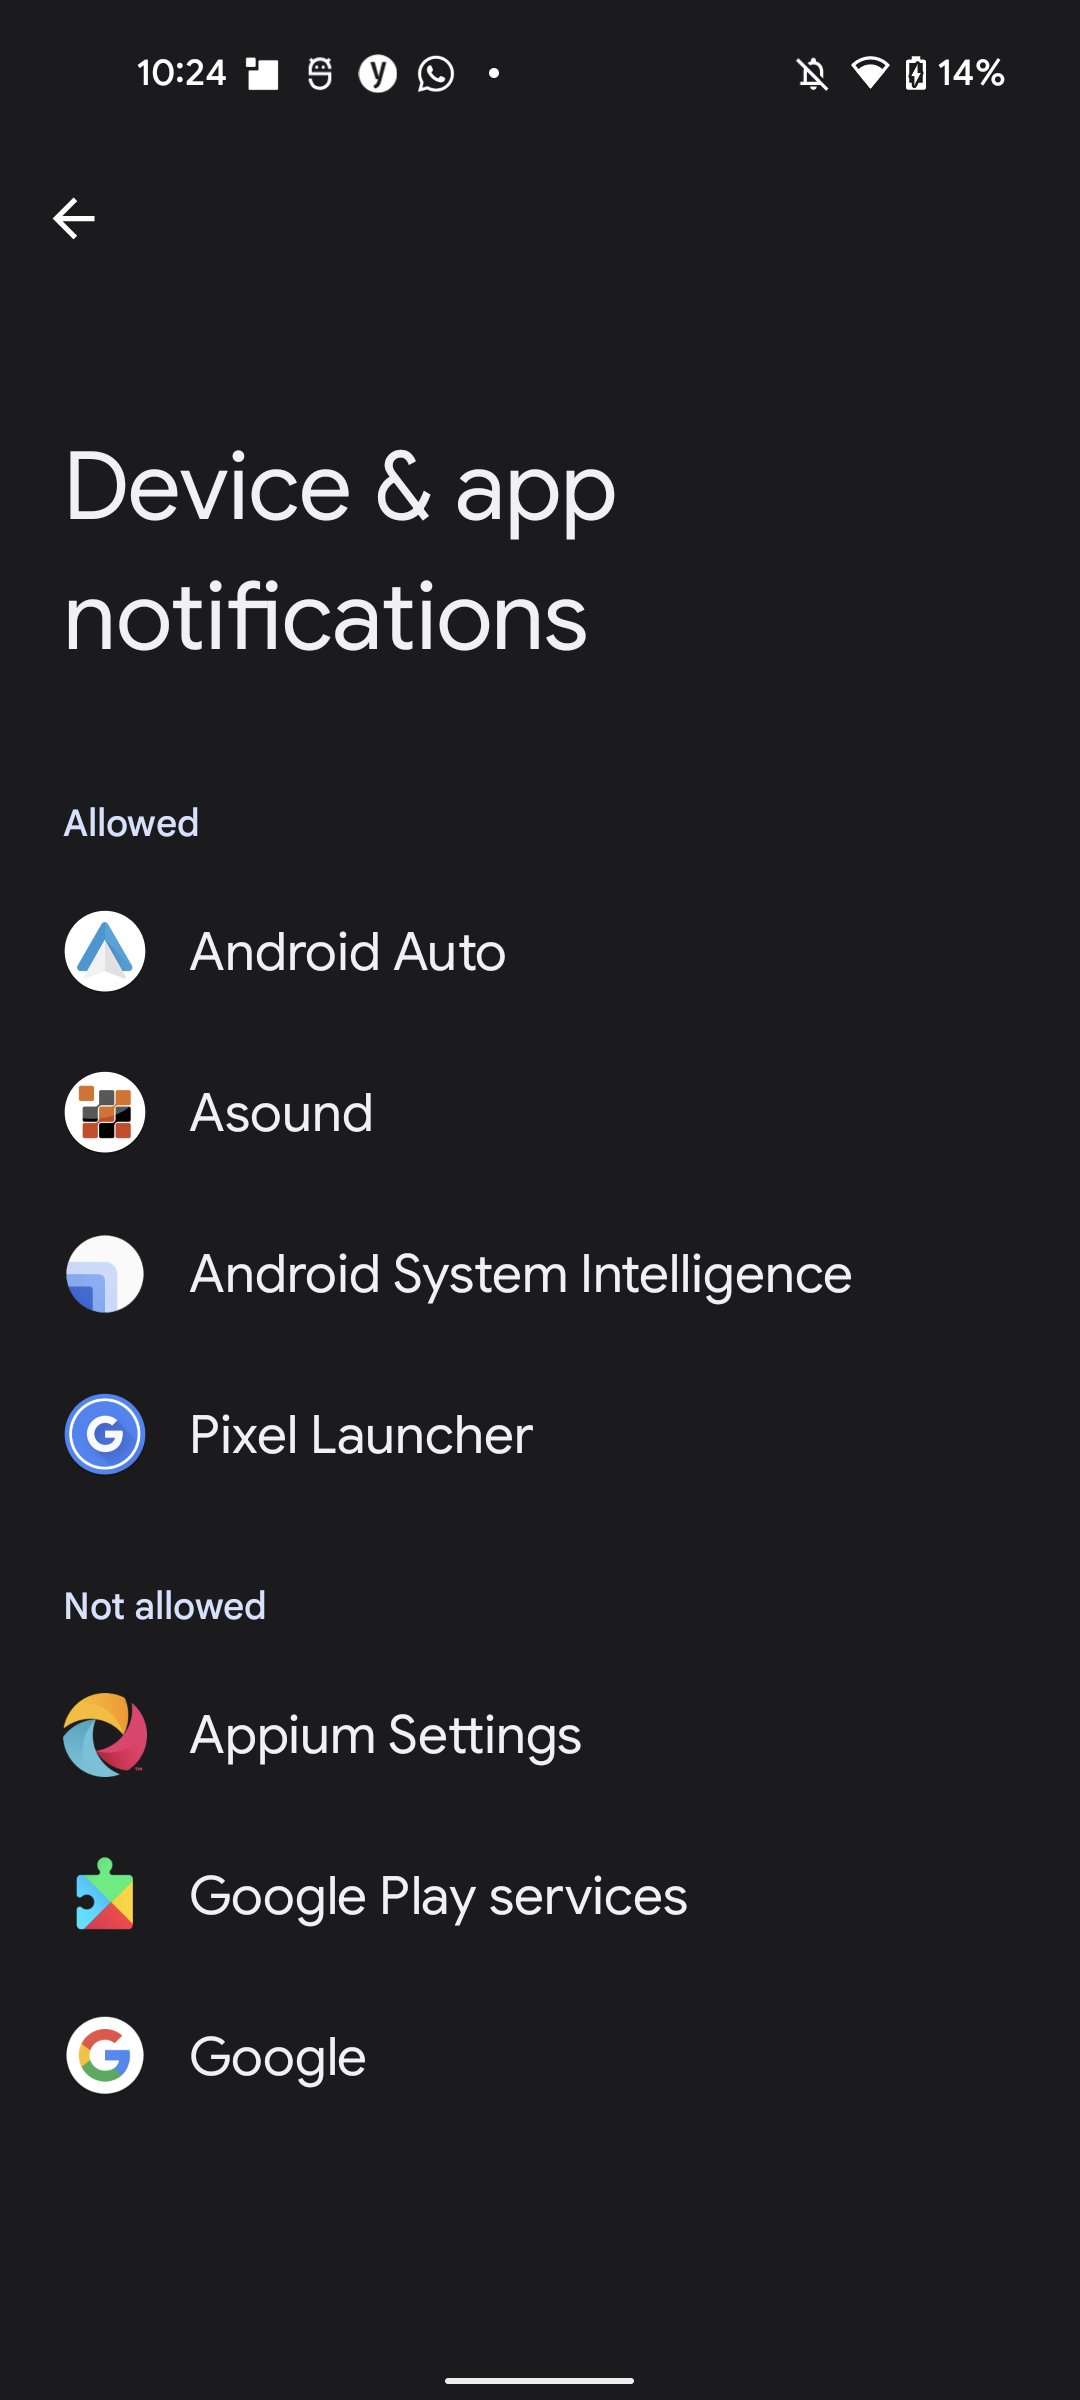 10:24 14%
Device & app
notifications
Allowed
Android Auto
Asound
Android System Intelligence
Pixel Launcher
Not allowed
Appium Settings
Google Play services
Google